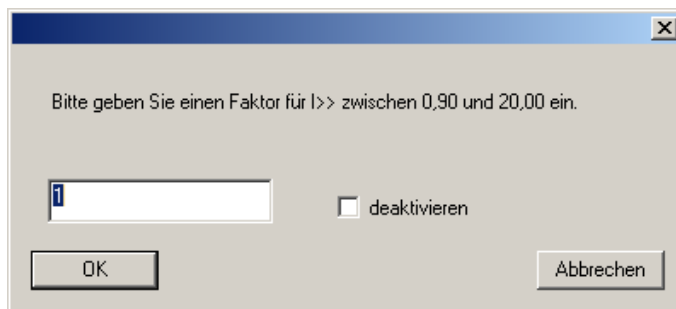 Bitte geben Sie einen Faktor für I>> zwischen 0,90 und 20,00 ein.
1
deaktivieren
OK
Abbrechen